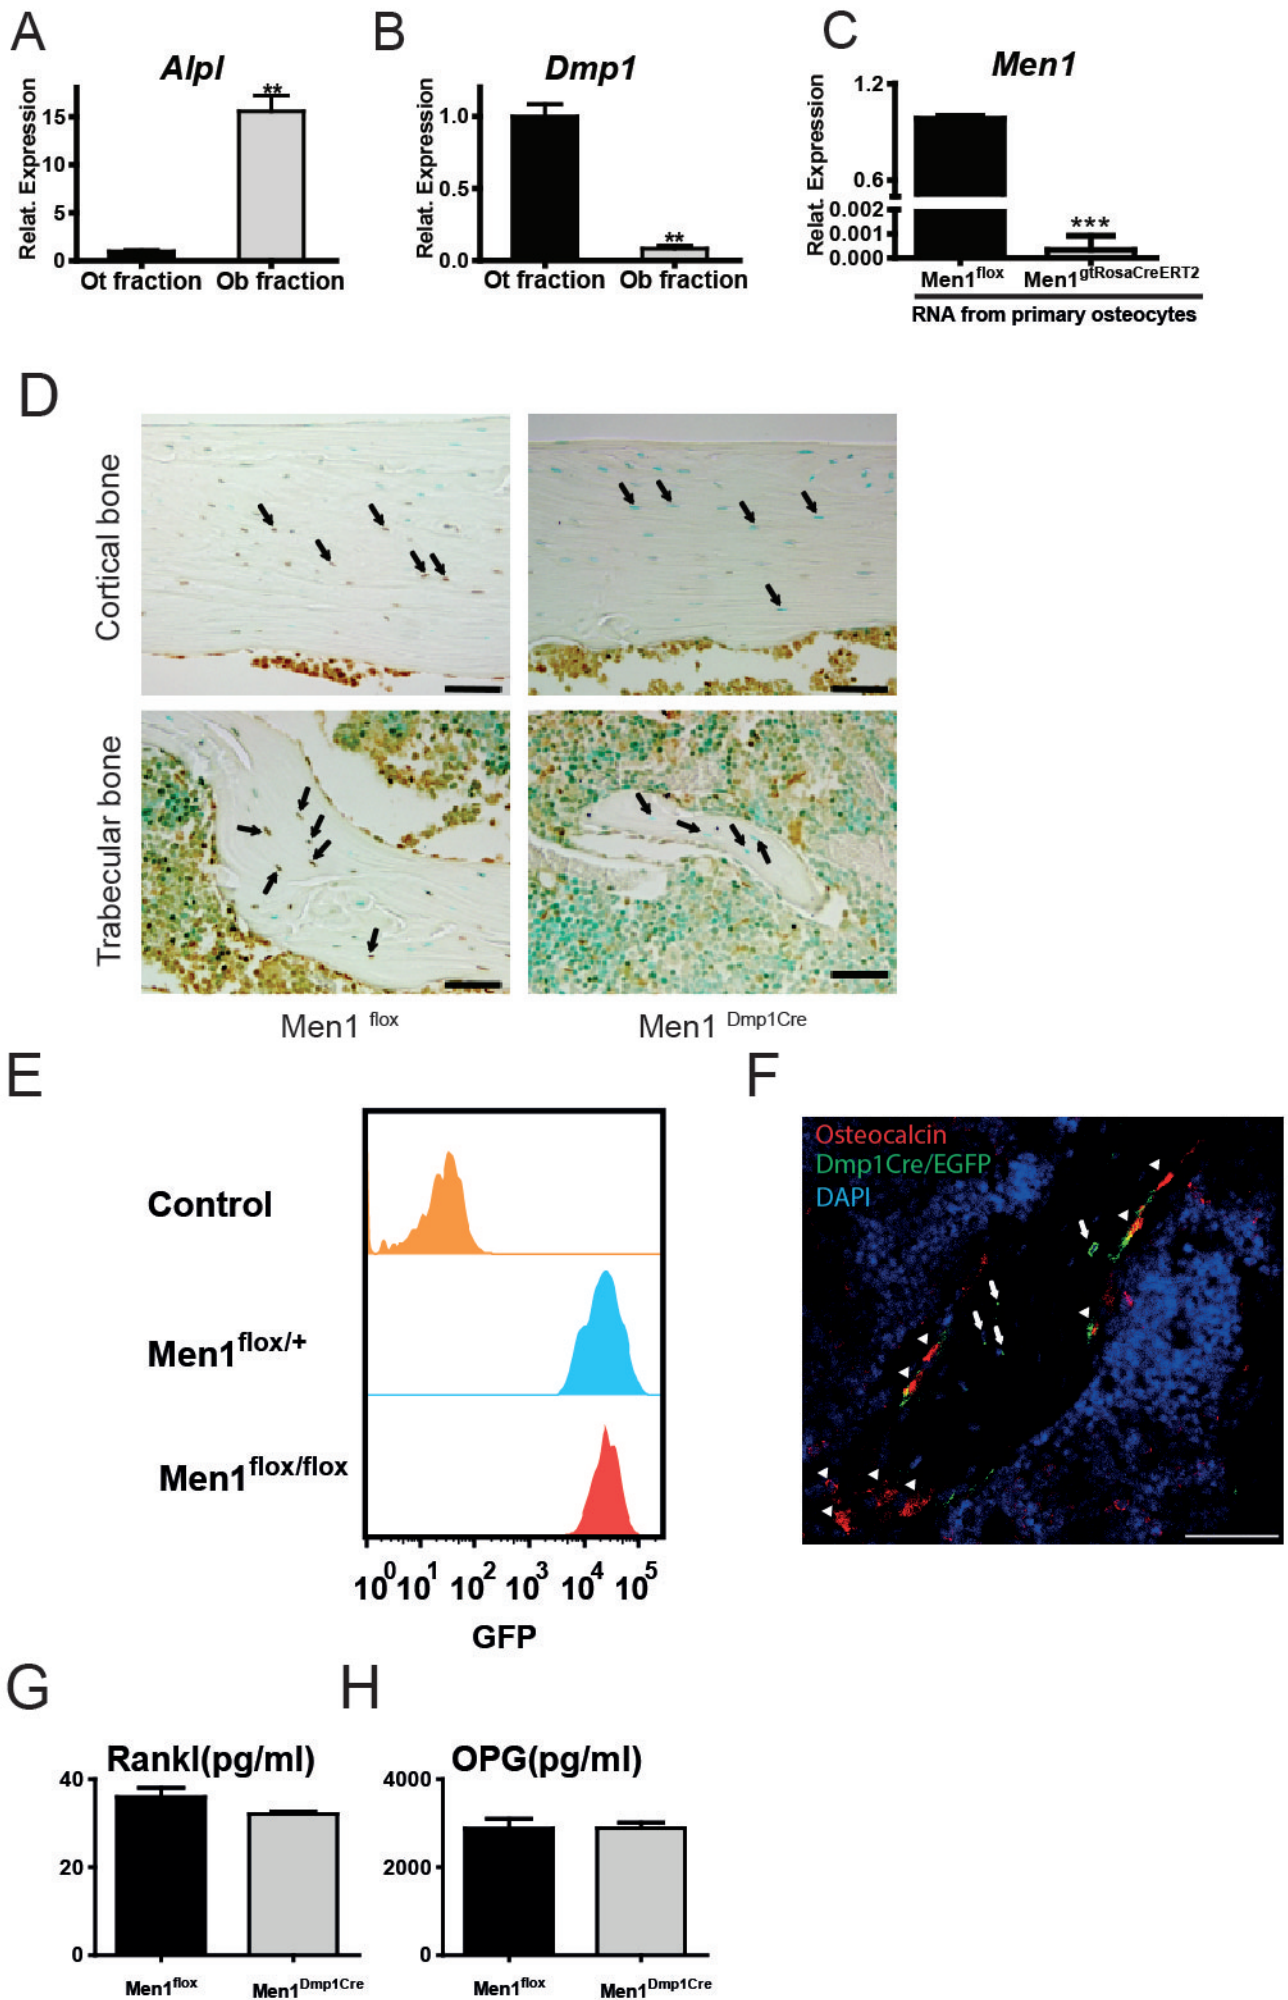 A
B
C
Alpl
Dmp1
Men1
Relat. Expression
15
10
5
0
**
Ot fraction
Ob fraction
Relat. Expression
1.0
0.5
0.0
**
Ot fraction
Ob fraction
Relat. Expression
1.2
0.6
0.002
0.001
0.000
***
Men1flox
Men1gtRosaCreERT2
RNA from primary osteocytes
D
Cortical bone
Trabecular bone
Men1 flox
Men1 Dmp1Cre
E
F
Control
Men1flox/+
Men1flox/flox
10⁰ 10¹ 10² 10³ 10⁴ 10⁵
GFP
Osteocalcin
Dmp1Cre/EGFP
DAPI
G
H
Rankl(pg/ml)
40
20
0
Men1flox
Men1Dmp1Cre
OPG(pg/ml)
4000
2000
0
Men1flox
Men1Dmp1Cre